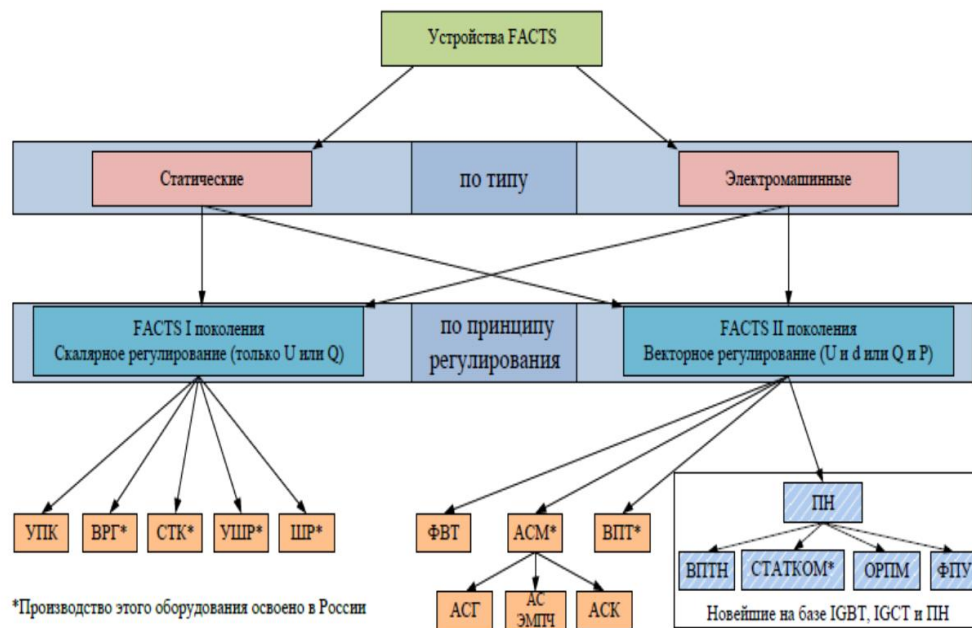 Устройства FACTS
Статические
по типу
Электромашинные
FACTS I поколения
Скалярное регулирование (только U или Q)
по принципу
регулирования
FACTS II поколения
Векторное регулирование (U и d или Q и P)
УПК
ВРГ*
СТК*
УШР*
ШР*
ФВТ
АСМ*
ВПТ*
ПН
ВПТН
СТАТКОМ*
ОРПМ
ФПУ
АСГ
АС
ЭМПЧ
АСК
Новейшие на базе IGBT, IGCT и ПН
*Производство этого оборудования освоено в России